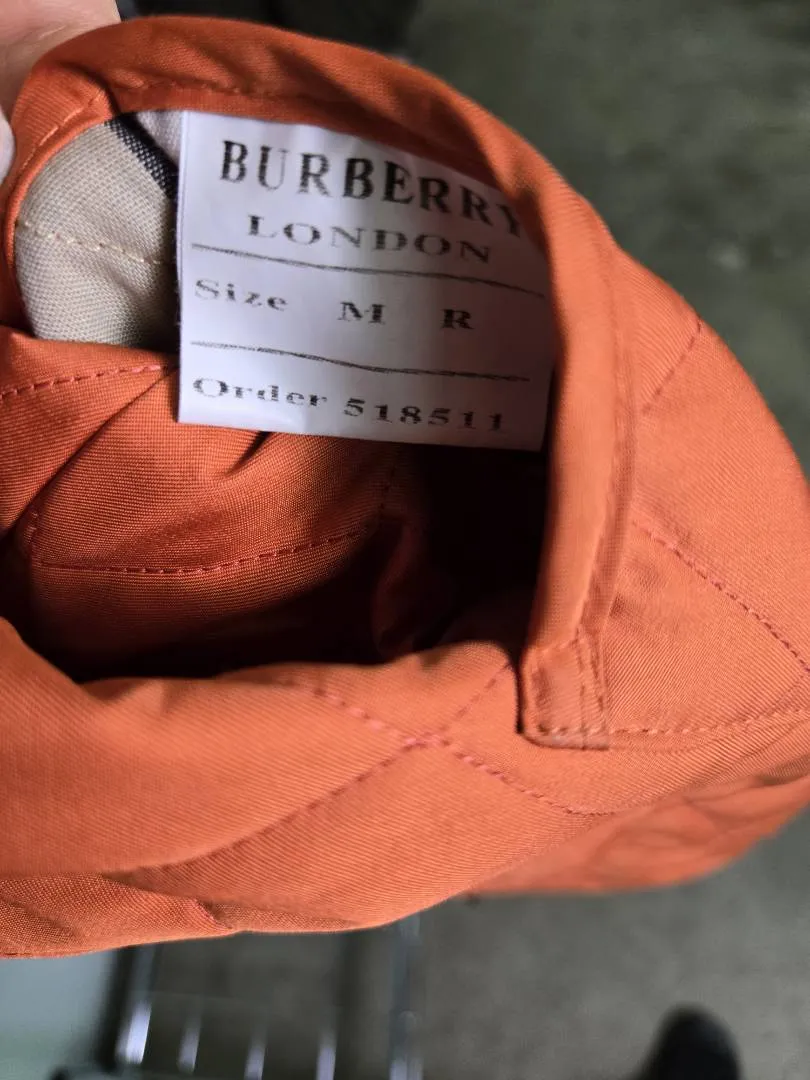 BURBERRY
LONDON
Size M R
Order 518511